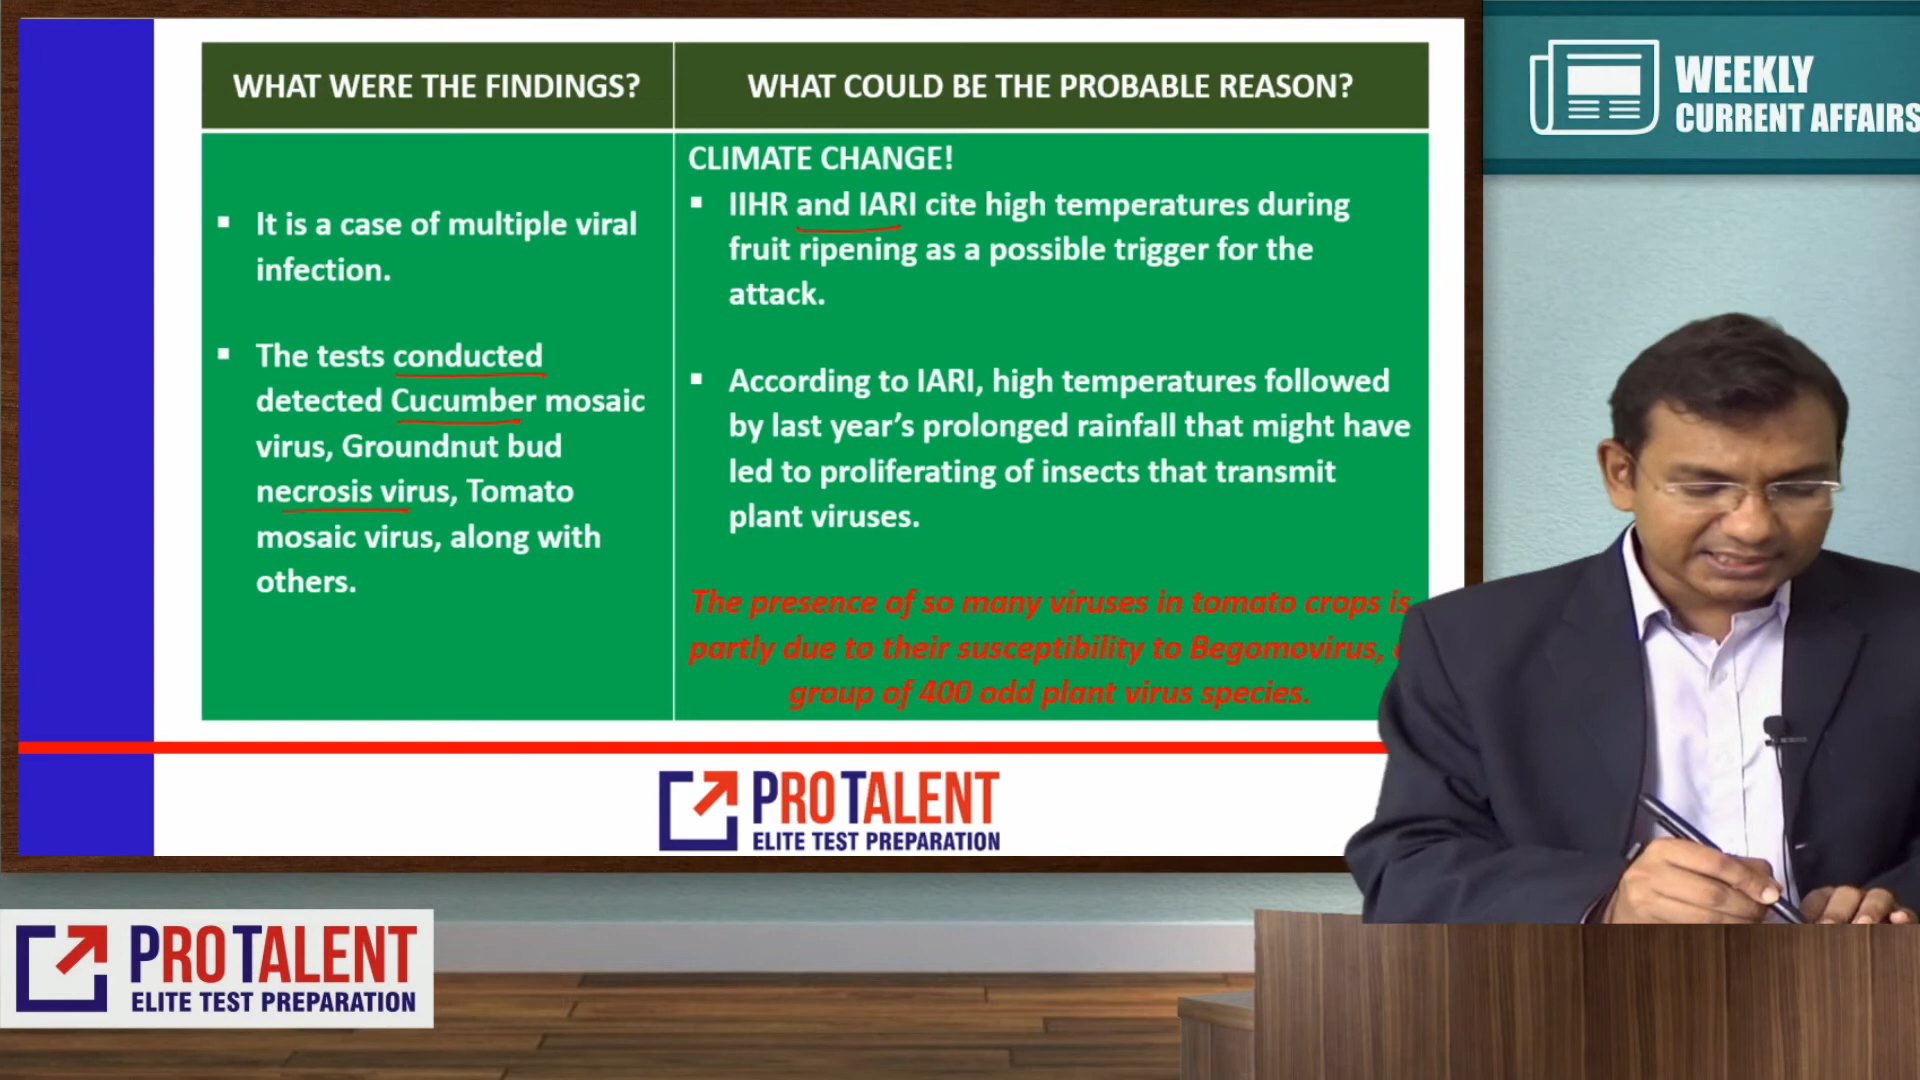 WHAT WERE THE FINDINGS?
WHAT COULD BE THE PROBABLE REASON?
▪ It is a case of multiple viral
infection.
▪ The tests conducted
detected Cucumber mosaic
virus, Groundnut bud
necrosis virus, Tomato
mosaic virus, along with
others.
CLIMATE CHANGE!
▪ IIHR and IARI cite high temperatures during
fruit ripening as a possible trigger for the
attack.
▪ According to IARI, high temperatures followed
by last year’s prolonged rainfall that might have
led to proliferating of insects that transmit
plant viruses.
The presence of so many viruses in tomato crops is
partly due to their susceptibility to Begomovirus,
group of 400 odd plant virus species.
PROTALENT
ELITE TEST PREPARATION
WEEKLY
CURRENT AFFAIRS
PROTALENT
ELITE TEST PREPARATION